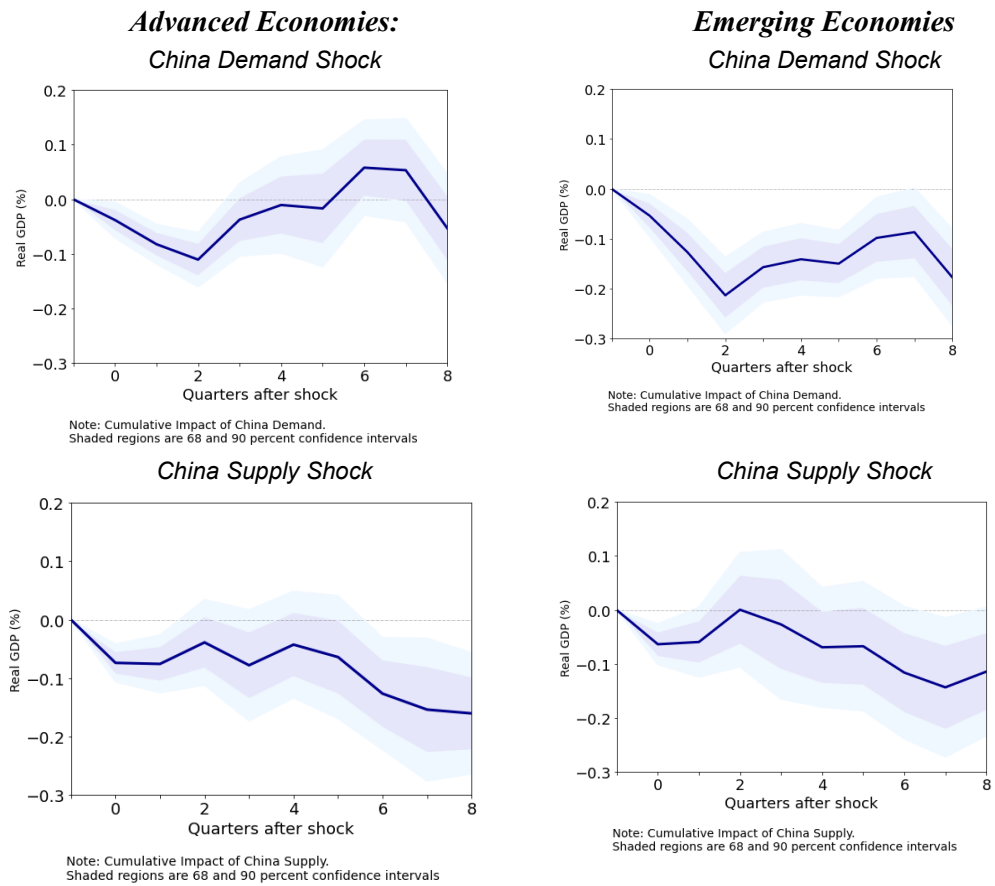 Advanced Economies:
China Demand Shock
0.2
0.1
0.0
−0.1
−0.2
−0.3
Real GDP (%)
0 2 4 6 8
Quarters after shock
Note: Cumulative Impact of China Demand.
Shaded regions are 68 and 90 percent confidence intervals
Emerging Economies
China Demand Shock
0.2
0.1
0.0
−0.1
−0.2
−0.3
Real GDP (%)
0 2 4 6 8
Quarters after shock
Note: Cumulative Impact of China Demand.
Shaded regions are 68 and 90 percent confidence intervals
China Supply Shock
0.2
0.1
0.0
−0.1
−0.2
−0.3
Real GDP (%)
0 2 4 6 8
Quarters after shock
Note: Cumulative Impact of China Supply.
Shaded regions are 68 and 90 percent confidence intervals
China Supply Shock
0.2
0.1
0.0
−0.1
−0.2
−0.3
Real GDP (%)
0 2 4 6 8
Quarters after shock
Note: Cumulative Impact of China Supply.
Shaded regions are 68 and 90 percent confidence intervals